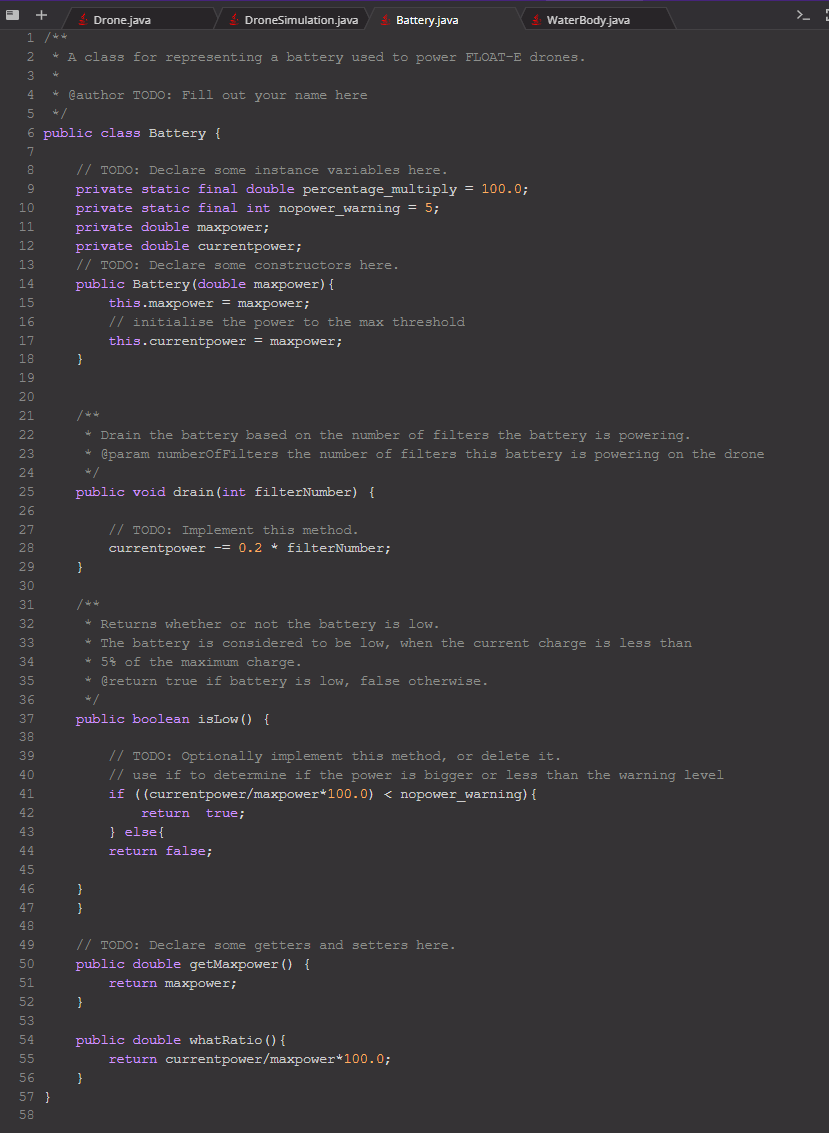 Drone.java DroneSimulation.java Battery.java WaterBody.java
1 /**
2  * A class for representing a battery used to power FLOAT-E drones.
3  *
4  * @author TODO: Fill out your name here
5  */
6 public class Battery {
7
8     // TODO: Declare some instance variables here.
9     private static final double percentage_multiply = 100.0;
10     private static final int nopower_warning = 5;
11     private double maxpower;
12     private double currentpower;
13     // TODO: Declare some constructors here.
14     public Battery(double maxpower){
15         this.maxpower = maxpower;
16         // initialise the power to the max threshold
17         this.currentpower = maxpower;
18     }
19
20
21     /**
22      * Drain the battery based on the number of filters the battery is powering.
23      * @param numberOfFilters the number of filters this battery is powering on the drone
24      */
25     public void drain(int filterNumber) {
26
27         // TODO: Implement this method.
28         currentpower -= 0.2 * filterNumber;
29     }
30
31     /**
32      * Returns whether or not the battery is low.
33      * The battery is considered to be low, when the current charge is less than
34      * 5% of the maximum charge.
35      * @return true if battery is low, false otherwise.
36      */
37     public boolean isLow() {
38
39         // TODO: Optionally implement this method, or delete it.
40         // use if to determine if the power is bigger or less than the warning level
41         if ((currentpower/maxpower*100.0) < nopower_warning){
42             return  true;
43         } else{
44         return false;
45
46     }
47     }
48
49     // TODO: Declare some getters and setters here.
50     public double getMaxpower() {
51         return maxpower;
52     }
53
54     public double whatRatio(){
55         return currentpower/maxpower*100.0;
56     }
57 }
58